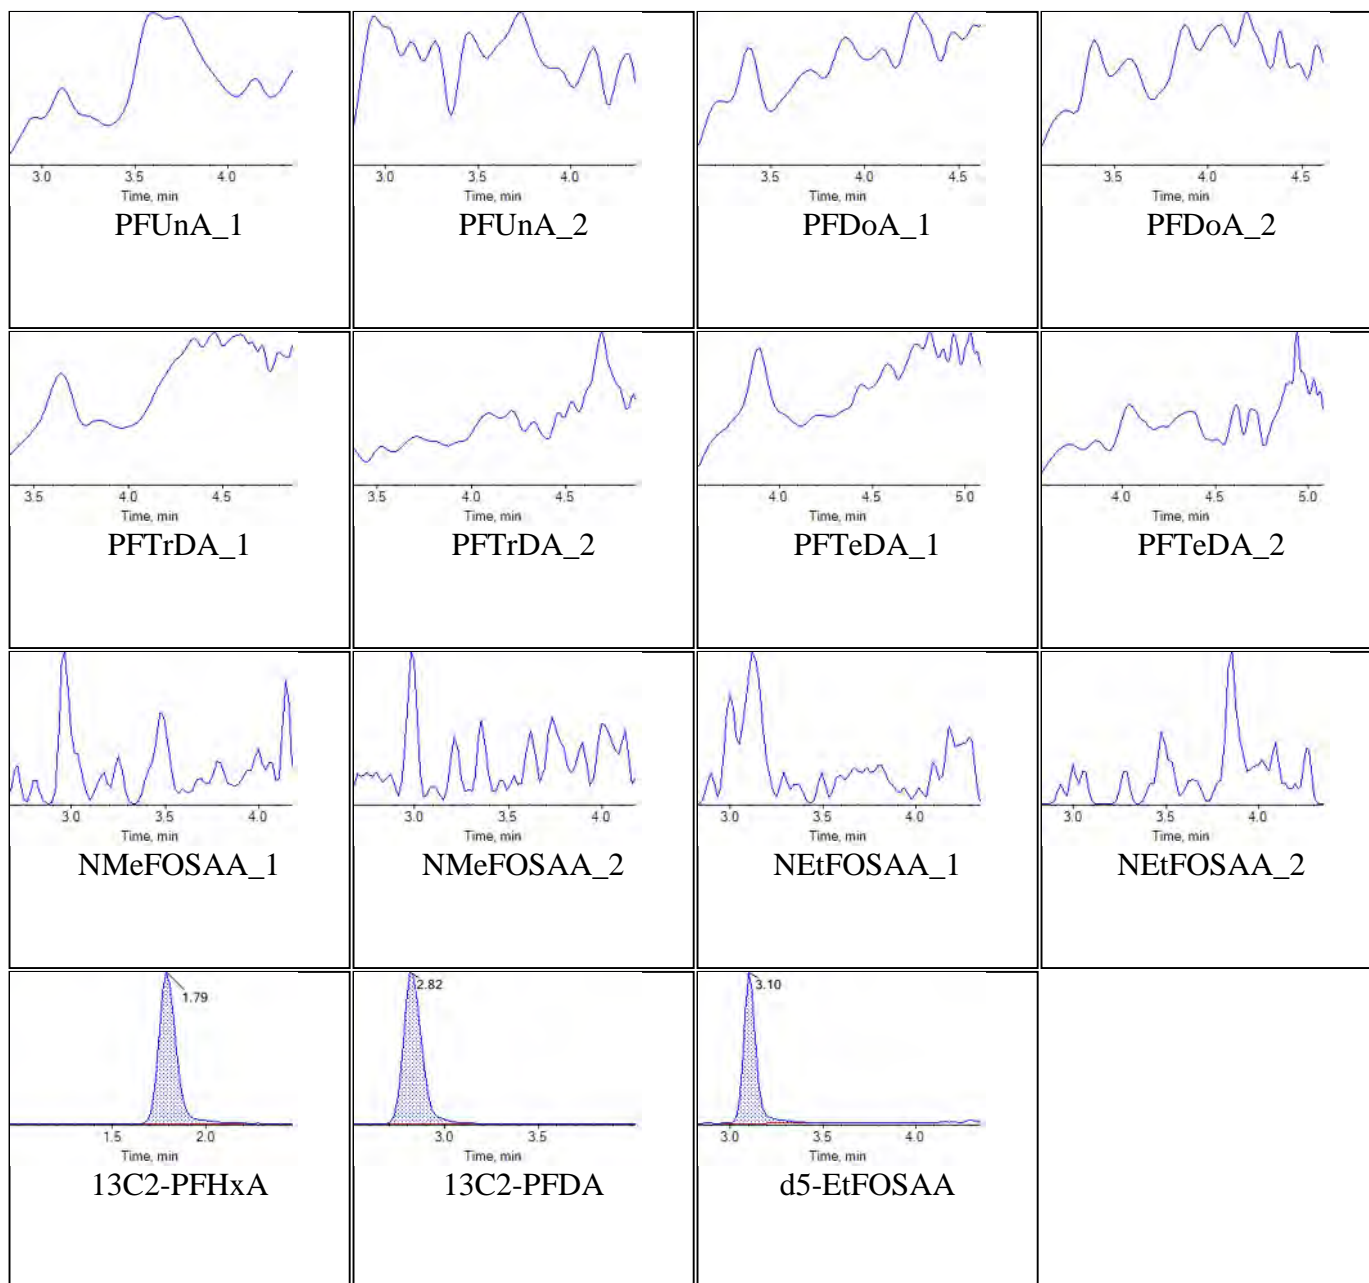 3.0 3.5 4.0
Time, min
PFUnA_1
3.0 3.5 4.0
Time, min
PFUnA_2
3.5 4.0 4.5
Time, min
PFDoA_1
3.5 4.0 4.5
Time, min
PFDoA_2
3.5 4.0 4.5
Time, min
PFTrDA_1
3.5 4.0 4.5
Time, min
PFTrDA_2
4.0 4.5 5.0
Time, min
PFTeDA_1
4.0 4.5 5.0
Time, min
PFTeDA_2
3.0 3.5 4.0
Time, min
NMeFOSAA_1
3.0 3.5 4.0
Time, min
NMeFOSAA_2
3.0 3.5 4.0
Time, min
NEtFOSAA_1
3.0 3.5 4.0
Time, min
NEtFOSAA_2
1.79
1.5 2.0
Time, min
13C2-PFHxA
2.82
3.0 3.5
Time, min
13C2-PFDA
3.10
3.0 3.5 4.0
Time, min
d5-EtFOSAA